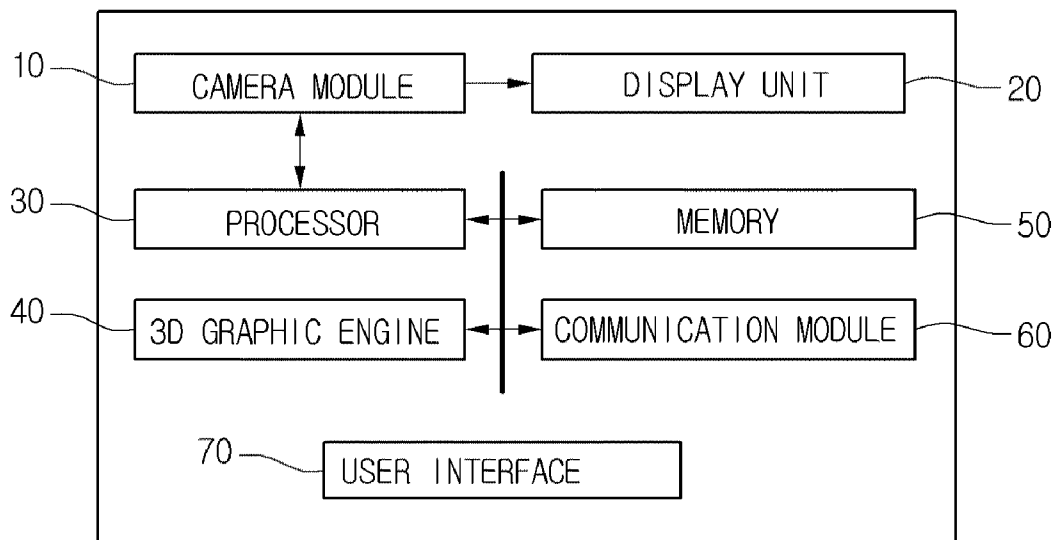 10 CAMERA MODULE DISPLAY UNIT 20
30 PROCESSOR MEMORY 50
40 3D GRAPHIC ENGINE COMMUNICATION MODULE 60
70 USER INTERFACE